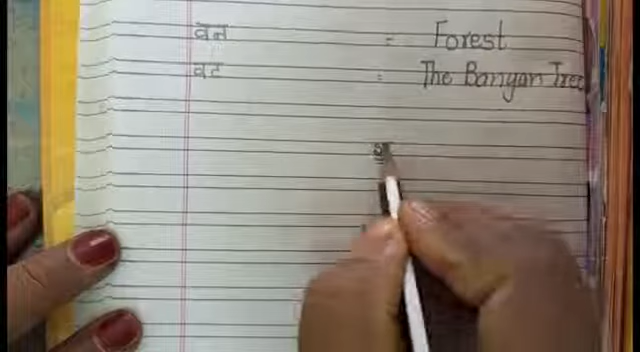 वन = Forest
वट = The Banyan Tree